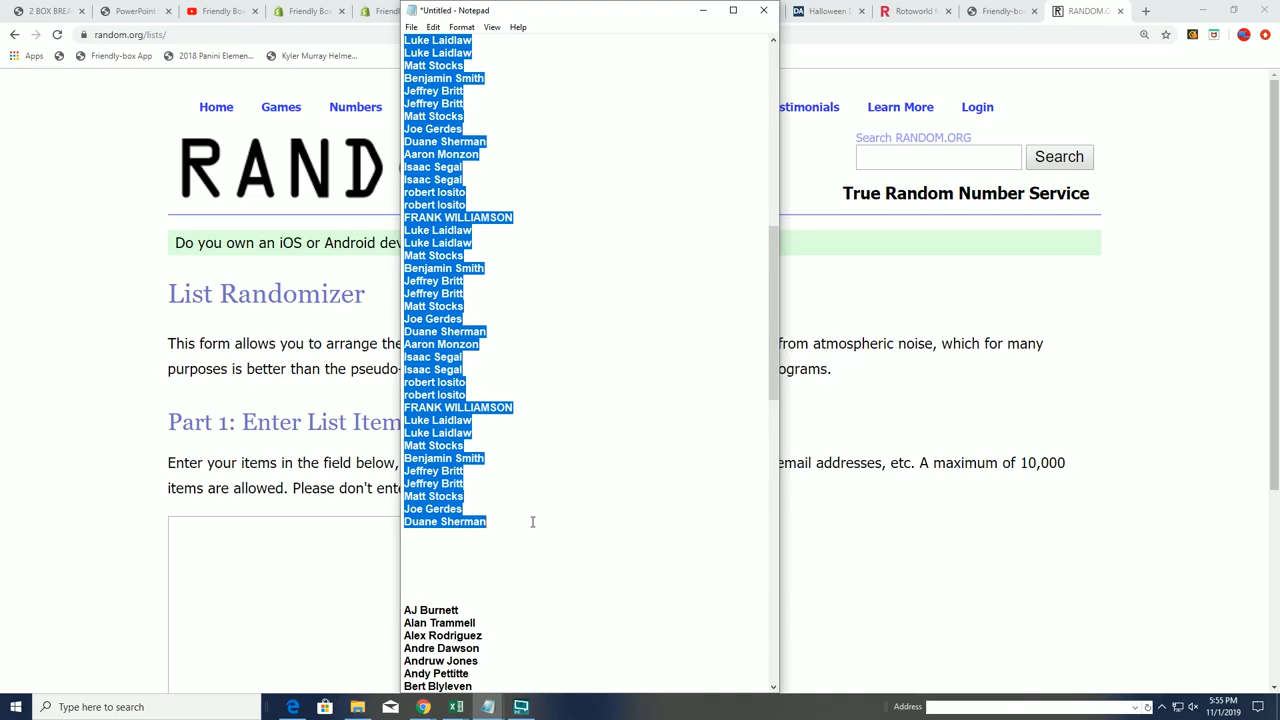 2 BOX BREA
PowerPoint
Friendly Box
Friendly Bo
Friendly
*Untitled - Notepad
Halloween
Rotoworld
Friendly-bo
RANDOM.O
random.org/lists/
Apps
Friendly-box App
2018 Panini Elemen...
Kyler Murray Helme...
File Edit Format View Help
Home Games Numbers
stimonials Learn More Login
Search RANDOM.ORG
Search
RAND
True Random Number Service
Do you own an iOS or Android dev
List Randomizer
This form allows you to arrange the
from atmospheric noise, which for many
purposes is better than the pseudo-
ograms.
Part 1: Enter List Item
Enter your items in the field below,
email addresses, etc. A maximum of 10,000
items are allowed. Please don't ente
Luke Laidlaw
Luke Laidlaw
Matt Stocks
Benjamin Smith
Jeffrey Britt
Jeffrey Britt
Matt Stocks
Joe Gerdes
Duane Sherman
Aaron Monzon
Isaac Segal
Isaac Segal
robert losito
robert losito
FRANK WILLIAMSON
Luke Laidlaw
Luke Laidlaw
Matt Stocks
Benjamin Smith
Jeffrey Britt
Jeffrey Britt
Matt Stocks
Joe Gerdes
Duane Sherman
Aaron Monzon
Isaac Segal
Isaac Segal
robert losito
robert losito
FRANK WILLIAMSON
Luke Laidlaw
Luke Laidlaw
Matt Stocks
Benjamin Smith
Jeffrey Britt
Jeffrey Britt
Matt Stocks
Joe Gerdes
Duane Sherman
AJ Burnett
Alan Trammell
Alex Rodriguez
Andre Dawson
Andruw Jones
Andy Pettitte
Bert Blyleven
Type here to search
Address
5:55 PM
11/1/2019